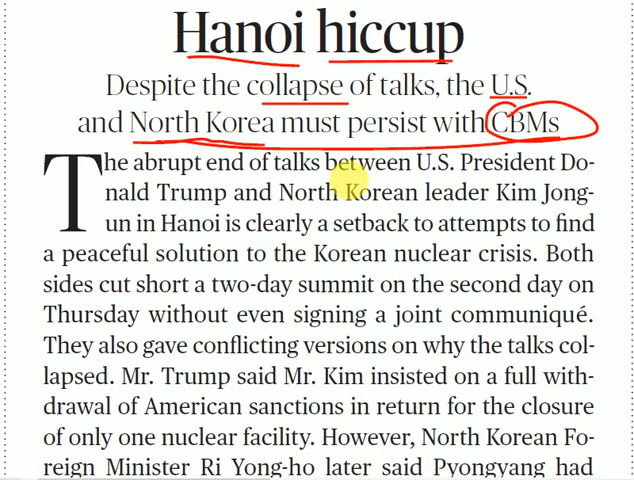 Hanoi hiccup
Despite the collapse of talks, the U.S.
and North Korea must persist with CBMs
The abrupt end of talks between U.S. President Do-
nald Trump and North Korean leader Kim Jong-
un in Hanoi is clearly a setback to attempts to find
a peaceful solution to the Korean nuclear crisis. Both
sides cut short a two-day summit on the second day on
Thursday without even signing a joint communiqué.
They also gave conflicting versions on why the talks col-
lapsed. Mr. Trump said Mr. Kim insisted on a full with-
drawal of American sanctions in return for the closure
of only one nuclear facility. However, North Korean Fo-
reign Minister Ri Yong-ho later said Pyongyang had